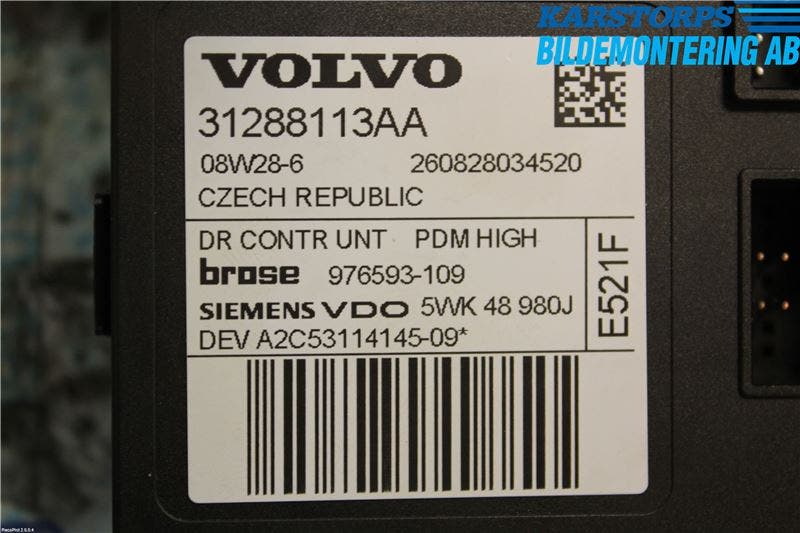 KARSTORPS
BILDEMONTERING AB
VOLVO
31288113AA
08W28-6 260828034520
CZECH REPUBLIC
DR CONTR UNT PDM HIGH
brose 976593-109
SIEMENS VDO 5WK 48 980J
DEV A2C53114145-09*
E521F